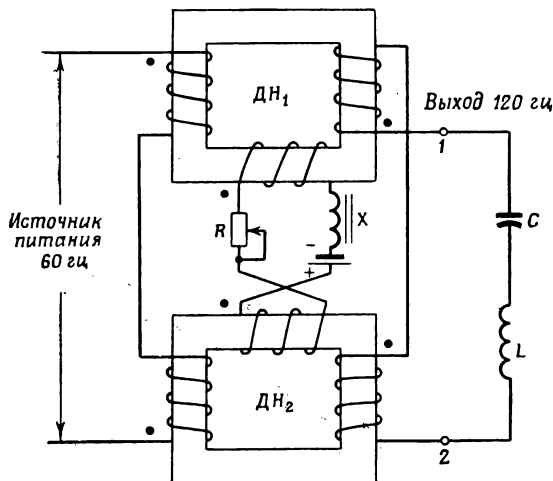 ДН₁
Выход 120 гц
1
Источник
питания
60 гц
R
X
-
+
C
L
ДН₂
2